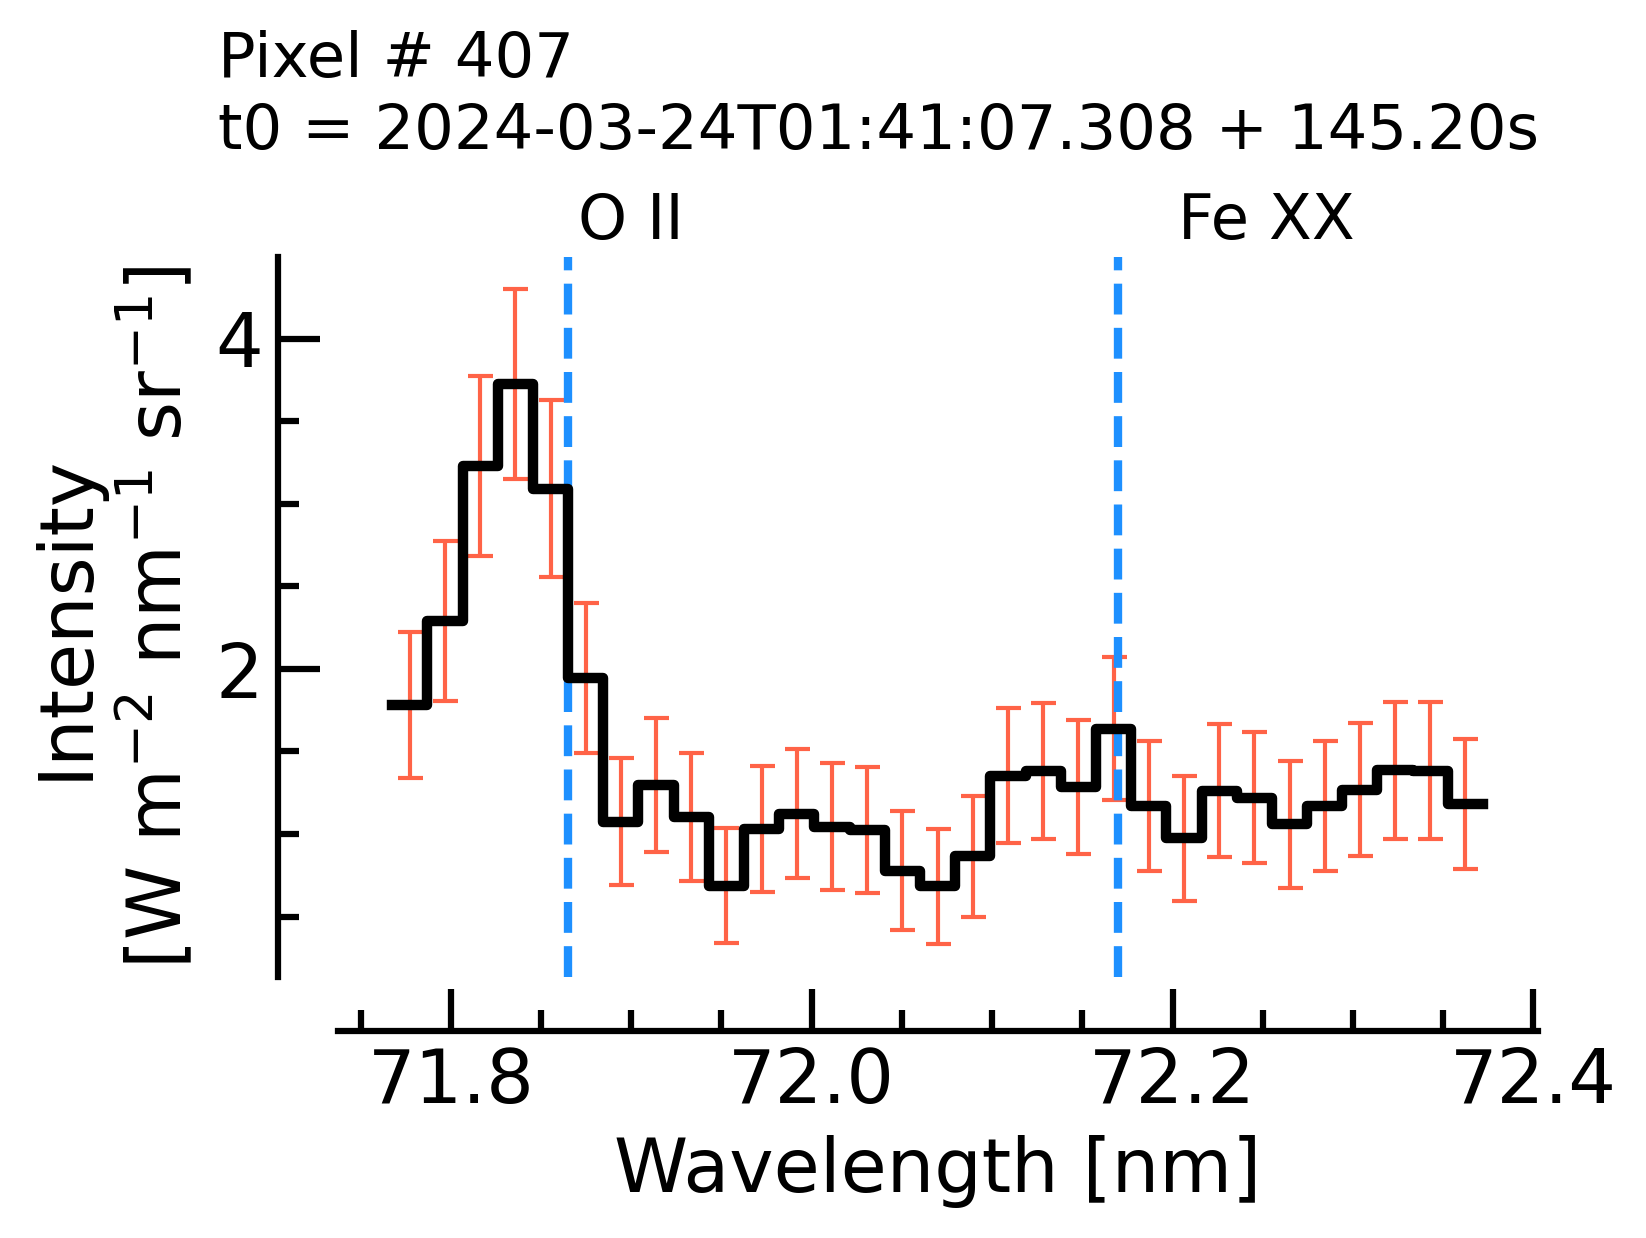 Pixel # 407
t0 = 2024-03-24T01:41:07.308 + 145.20s
O II
Fe XX
Intensity
[W m⁻² nm⁻¹ sr⁻¹]
4
2
71.8
72.0
72.2
72.4
Wavelength [nm]